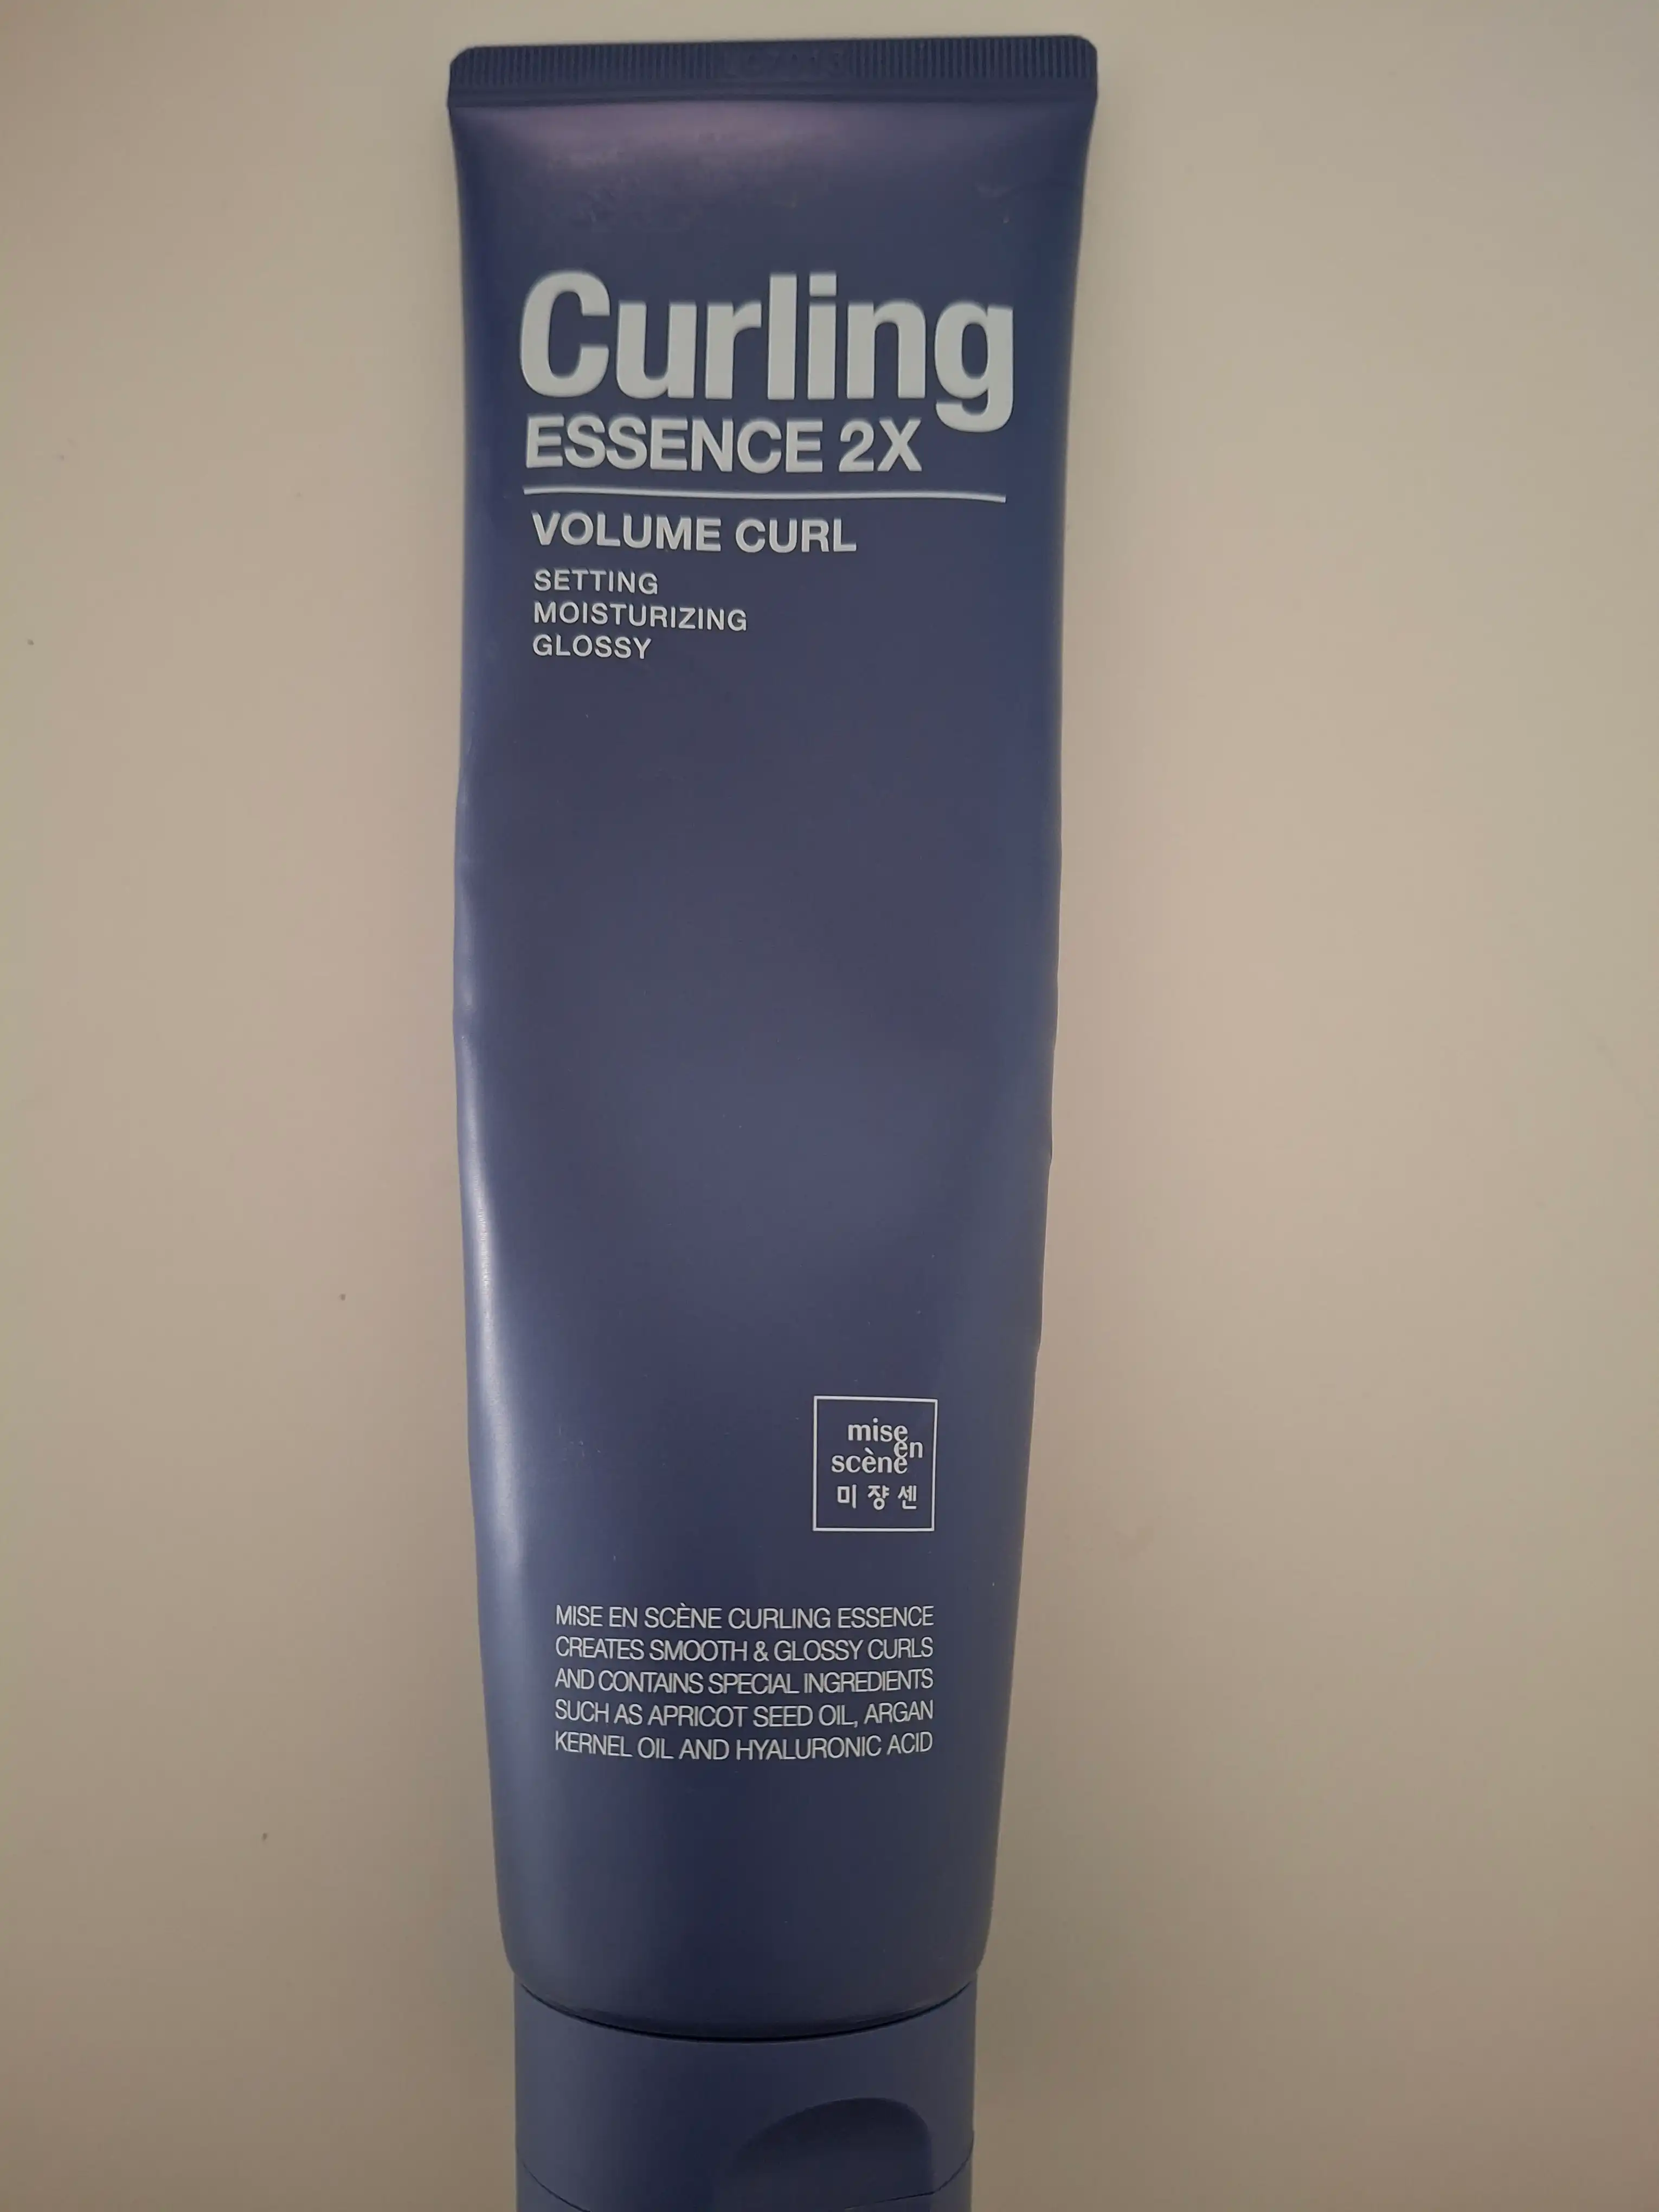 Curling
ESSENCE 2X
VOLUME CURL
SETTING
MOISTURIZING
GLOSSY
mise
en
scène
미쟝센
MISE EN SCÈNE CURLING ESSENCE
CREATES SMOOTH & GLOSSY CURLS
AND CONTAINS SPECIAL INGREDIENTS
SUCH AS APRICOT SEED OIL, ARGAN
KERNEL OIL AND HYALURONIC ACID